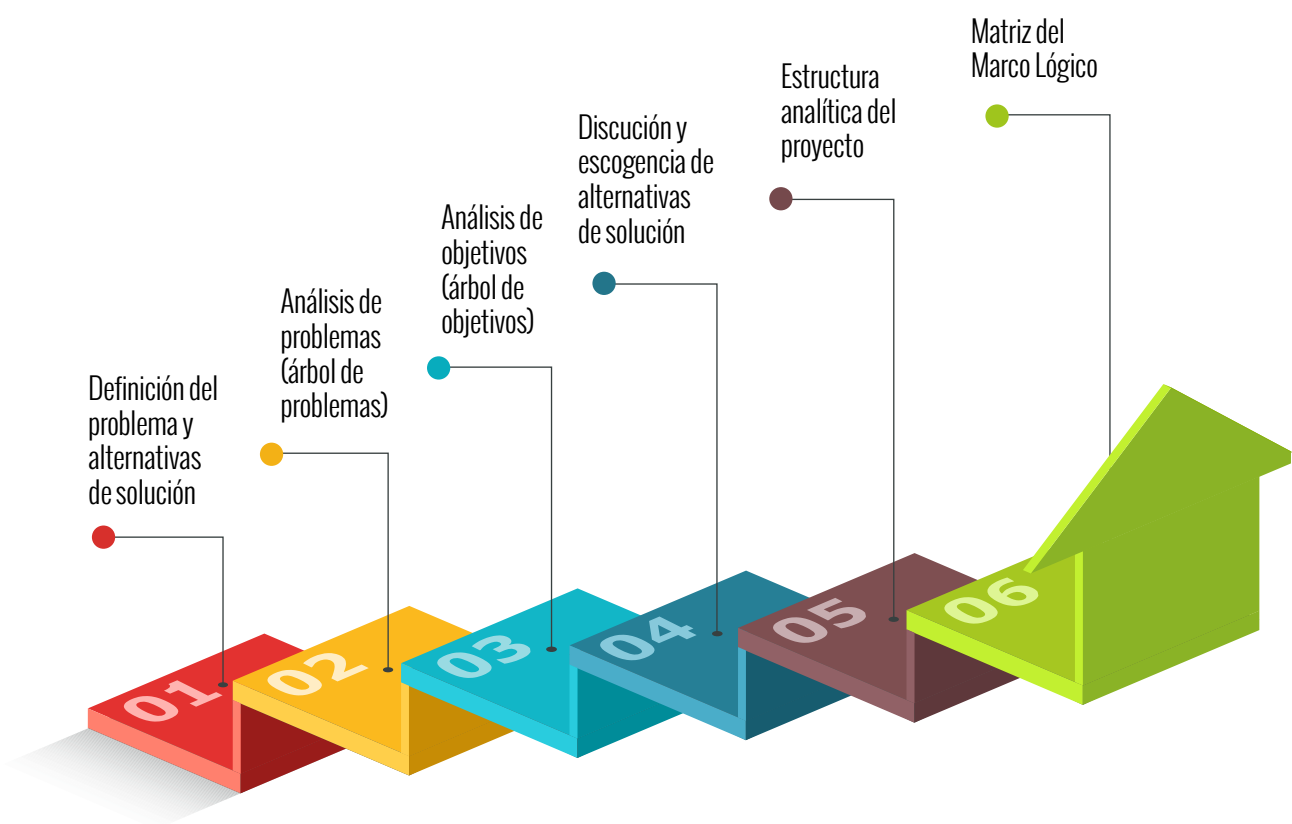 Definición del
problema y
alternativas
de solución
01
Análisis de
problemas
(árbol de
problemas)
02
Análisis de
objetivos
(árbol de
objetivos)
03
Discución y
escogencia de
alternativas
de solución
04
Estructura
analítica del
proyecto
05
Matriz del
Marco Lógico
06